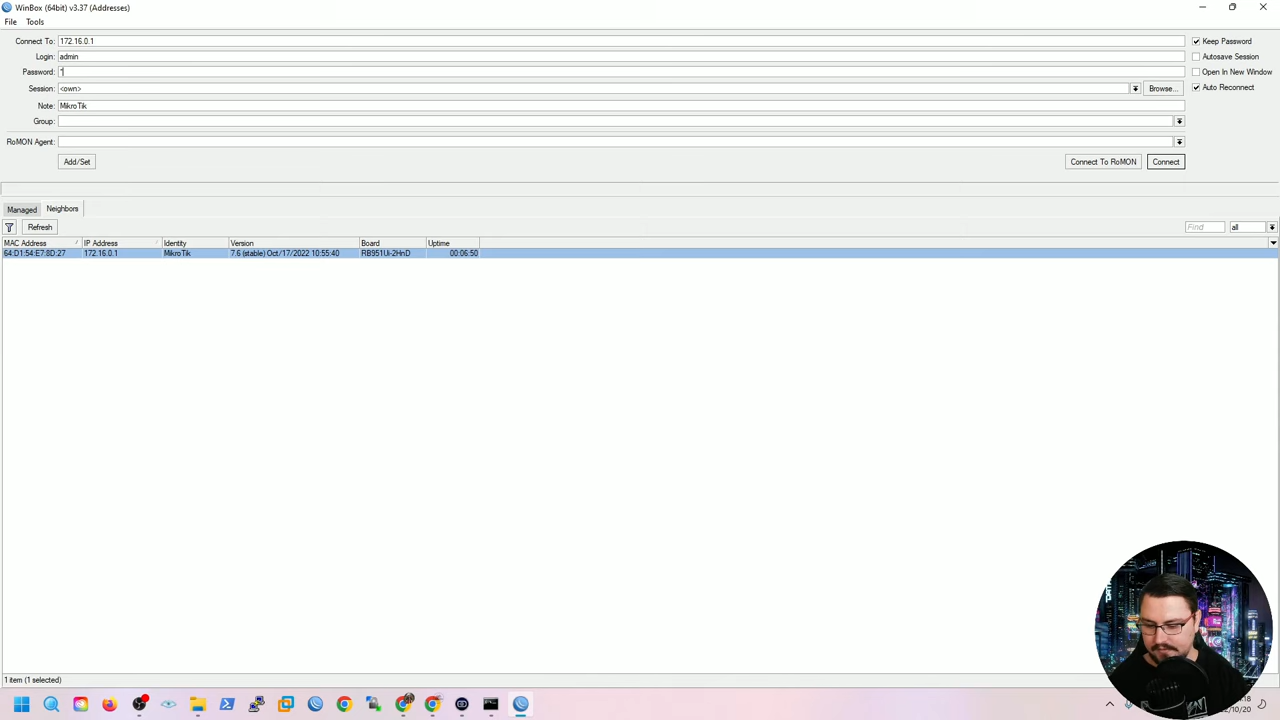 WinBox (64bit) v3.37 (Addresses)
File Tools
Connect To: 172.16.0.1
Keep Password
Login: admin
Autosave Session
Password: *
Open In New Window
Session: <own>
Browse...
Auto Reconnect
Note: MikroTik
Group:
RoMON Agent:
Add/Set
Connect To RoMON
Connect
Managed Neighbors
Refresh
Find
all
MAC Address IP Address Identity Version Board Uptime
64:D1:54:E7:8D:27 172.16.0.1 MikroTik 7.6 (stable) Oct/17/2022 10:55:40 RB951Ui-2HnD 00:06:50
1 item (1 selected)